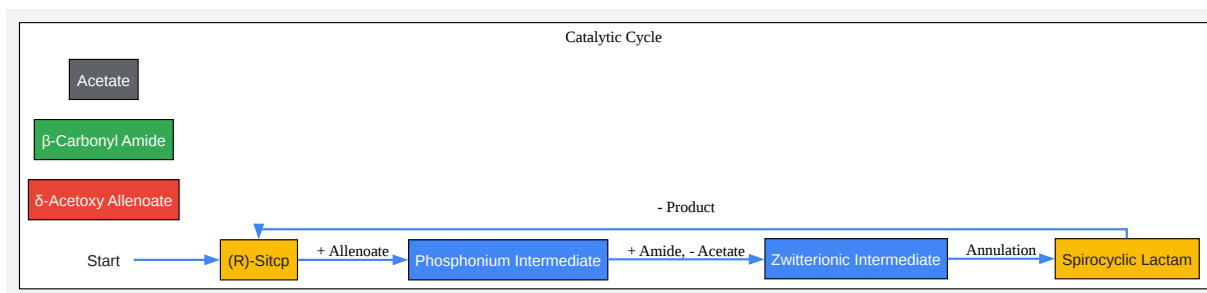 Catalytic Cycle
Acetate
β-Carbonyl Amide
δ-Acetoxy Allenoate
- Product
Start
(R)-Sitcp
+ Allenoate
Phosphonium Intermediate
+ Amide, - Acetate
Zwitterionic Intermediate
Annulation
Spirocyclic Lactam